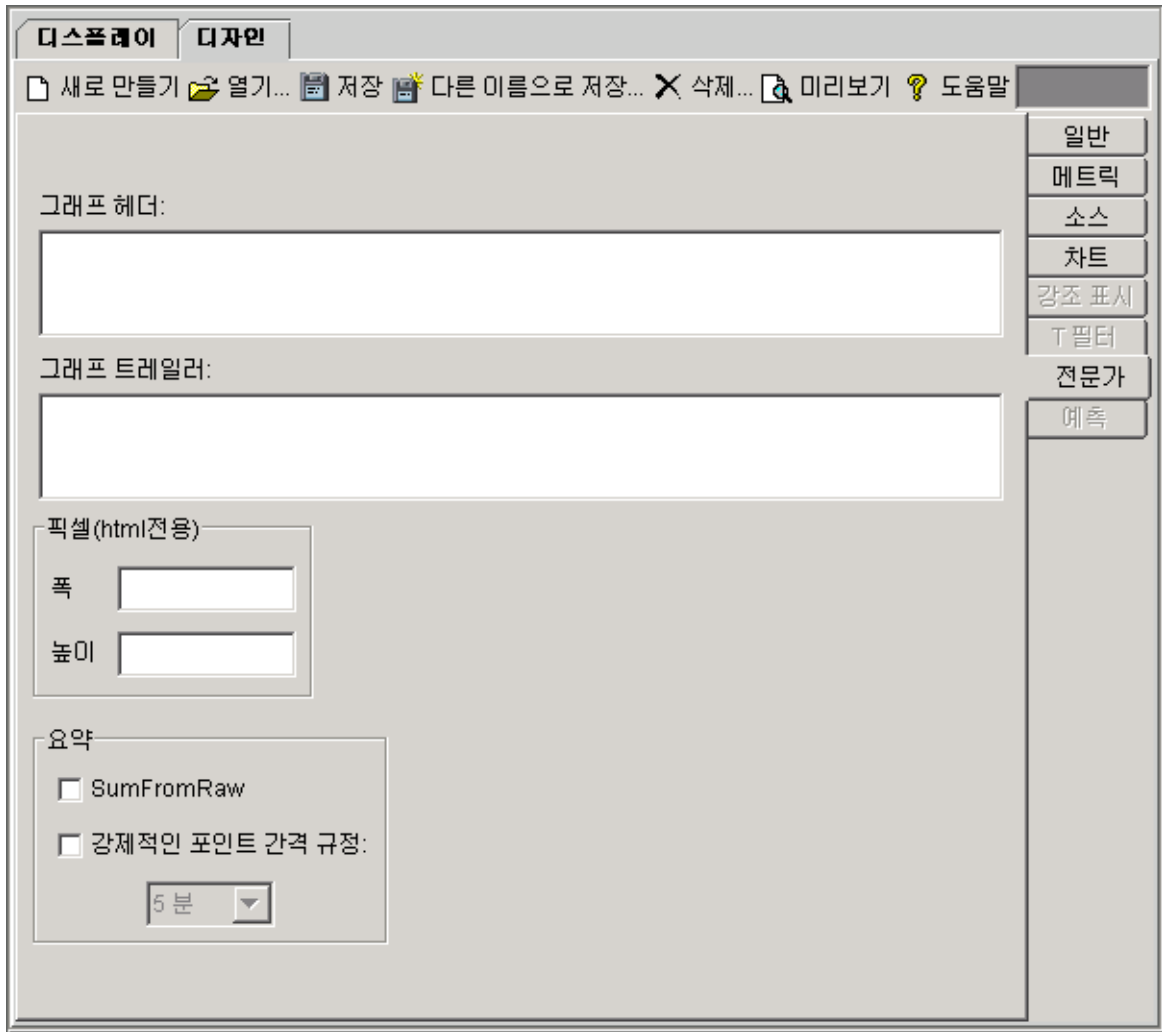 디스플레이 디자인
새로 만들기 열기... 저장 다른 이름으로 저장... 삭제... 미리보기 도움말
일반
메트릭
소스
차트
강조 표시
T 필터
전문가
예측
그래프 헤더:
그래프 트레일러:
픽셀(html전용)
폭
높이
요약
SumFromRaw
강제적인 포인트 간격 규정:
5 분